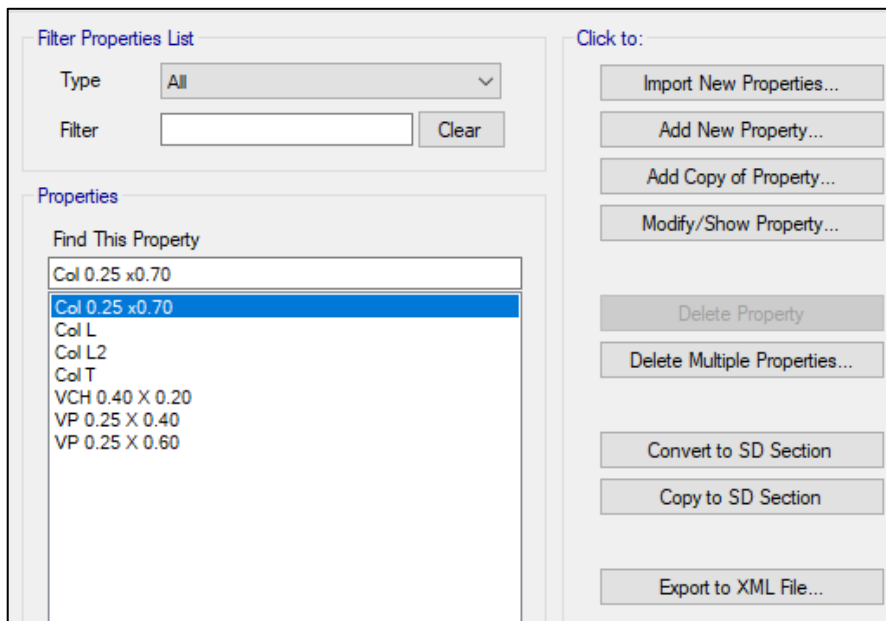 Filter Properties List
Type
All
Filter
Clear
Properties
Find This Property
Col 0.25 x0.70
Col 0.25 x0.70
Col L
Col L2
Col T
VCH 0.40 X 0.20
VP 0.25 X 0.40
VP 0.25 X 0.60
Click to:
Import New Properties...
Add New Property...
Add Copy of Property...
Modify/Show Property...
Delete Property
Delete Multiple Properties...
Convert to SD Section
Copy to SD Section
Export to XML File...